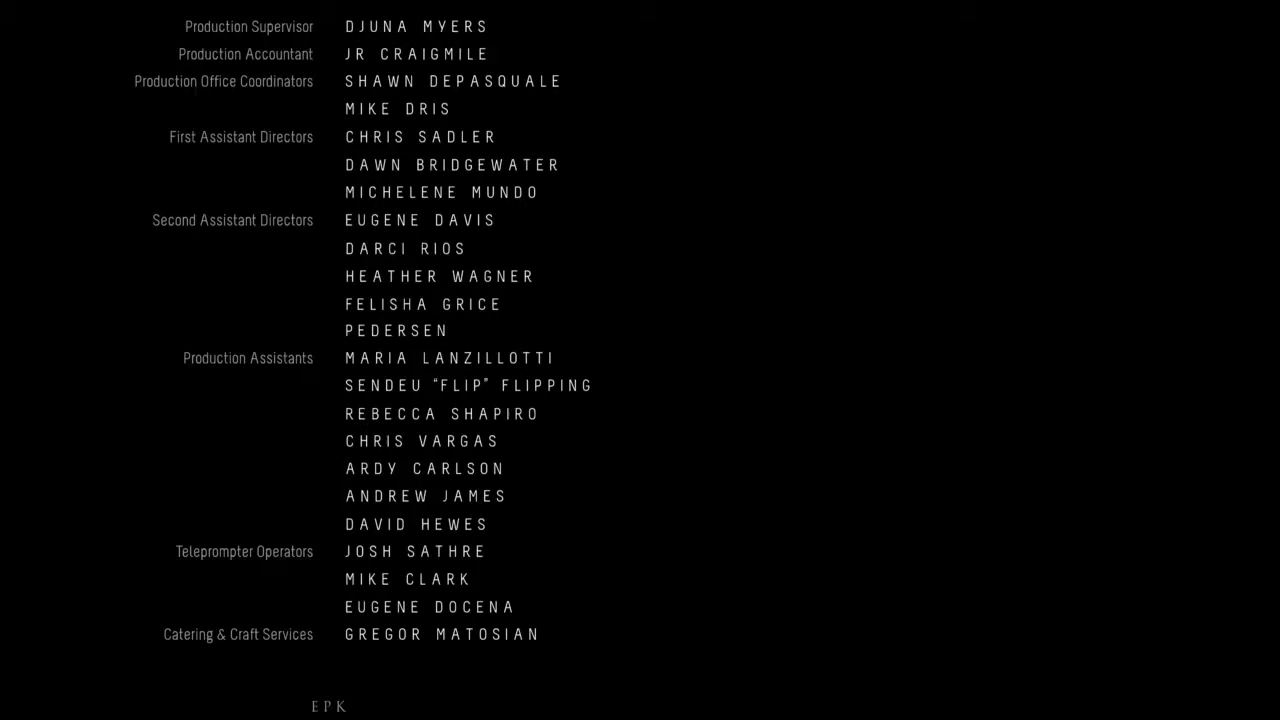 Production Supervisor DJUNA MYERS
Production Accountant JR CRAIGMILE
Production Office Coordinators SHAWN DEPASQUALE
MIKE DRIS
First Assistant Directors CHRIS SADLER
DAWN BRIDGEWATER
MICHELENE MUNDO
Second Assistant Directors EUGENE DAVIS
DARCI RIOS
HEATHER WAGNER
FELISHA GRICE
PEDERSEN
Production Assistants MARIA LANZILLOTTI
SENDEU “FLIP” FLIPPING
REBECCA SHAPIRO
CHRIS VARGAS
ARDY CARLSON
ANDREW JAMES
DAVID HEWES
Teleprompter Operators JOSH SATHRE
MIKE CLARK
EUGENE DOCENA
Catering & Craft Services GREGOR MATOSIAN
EPK